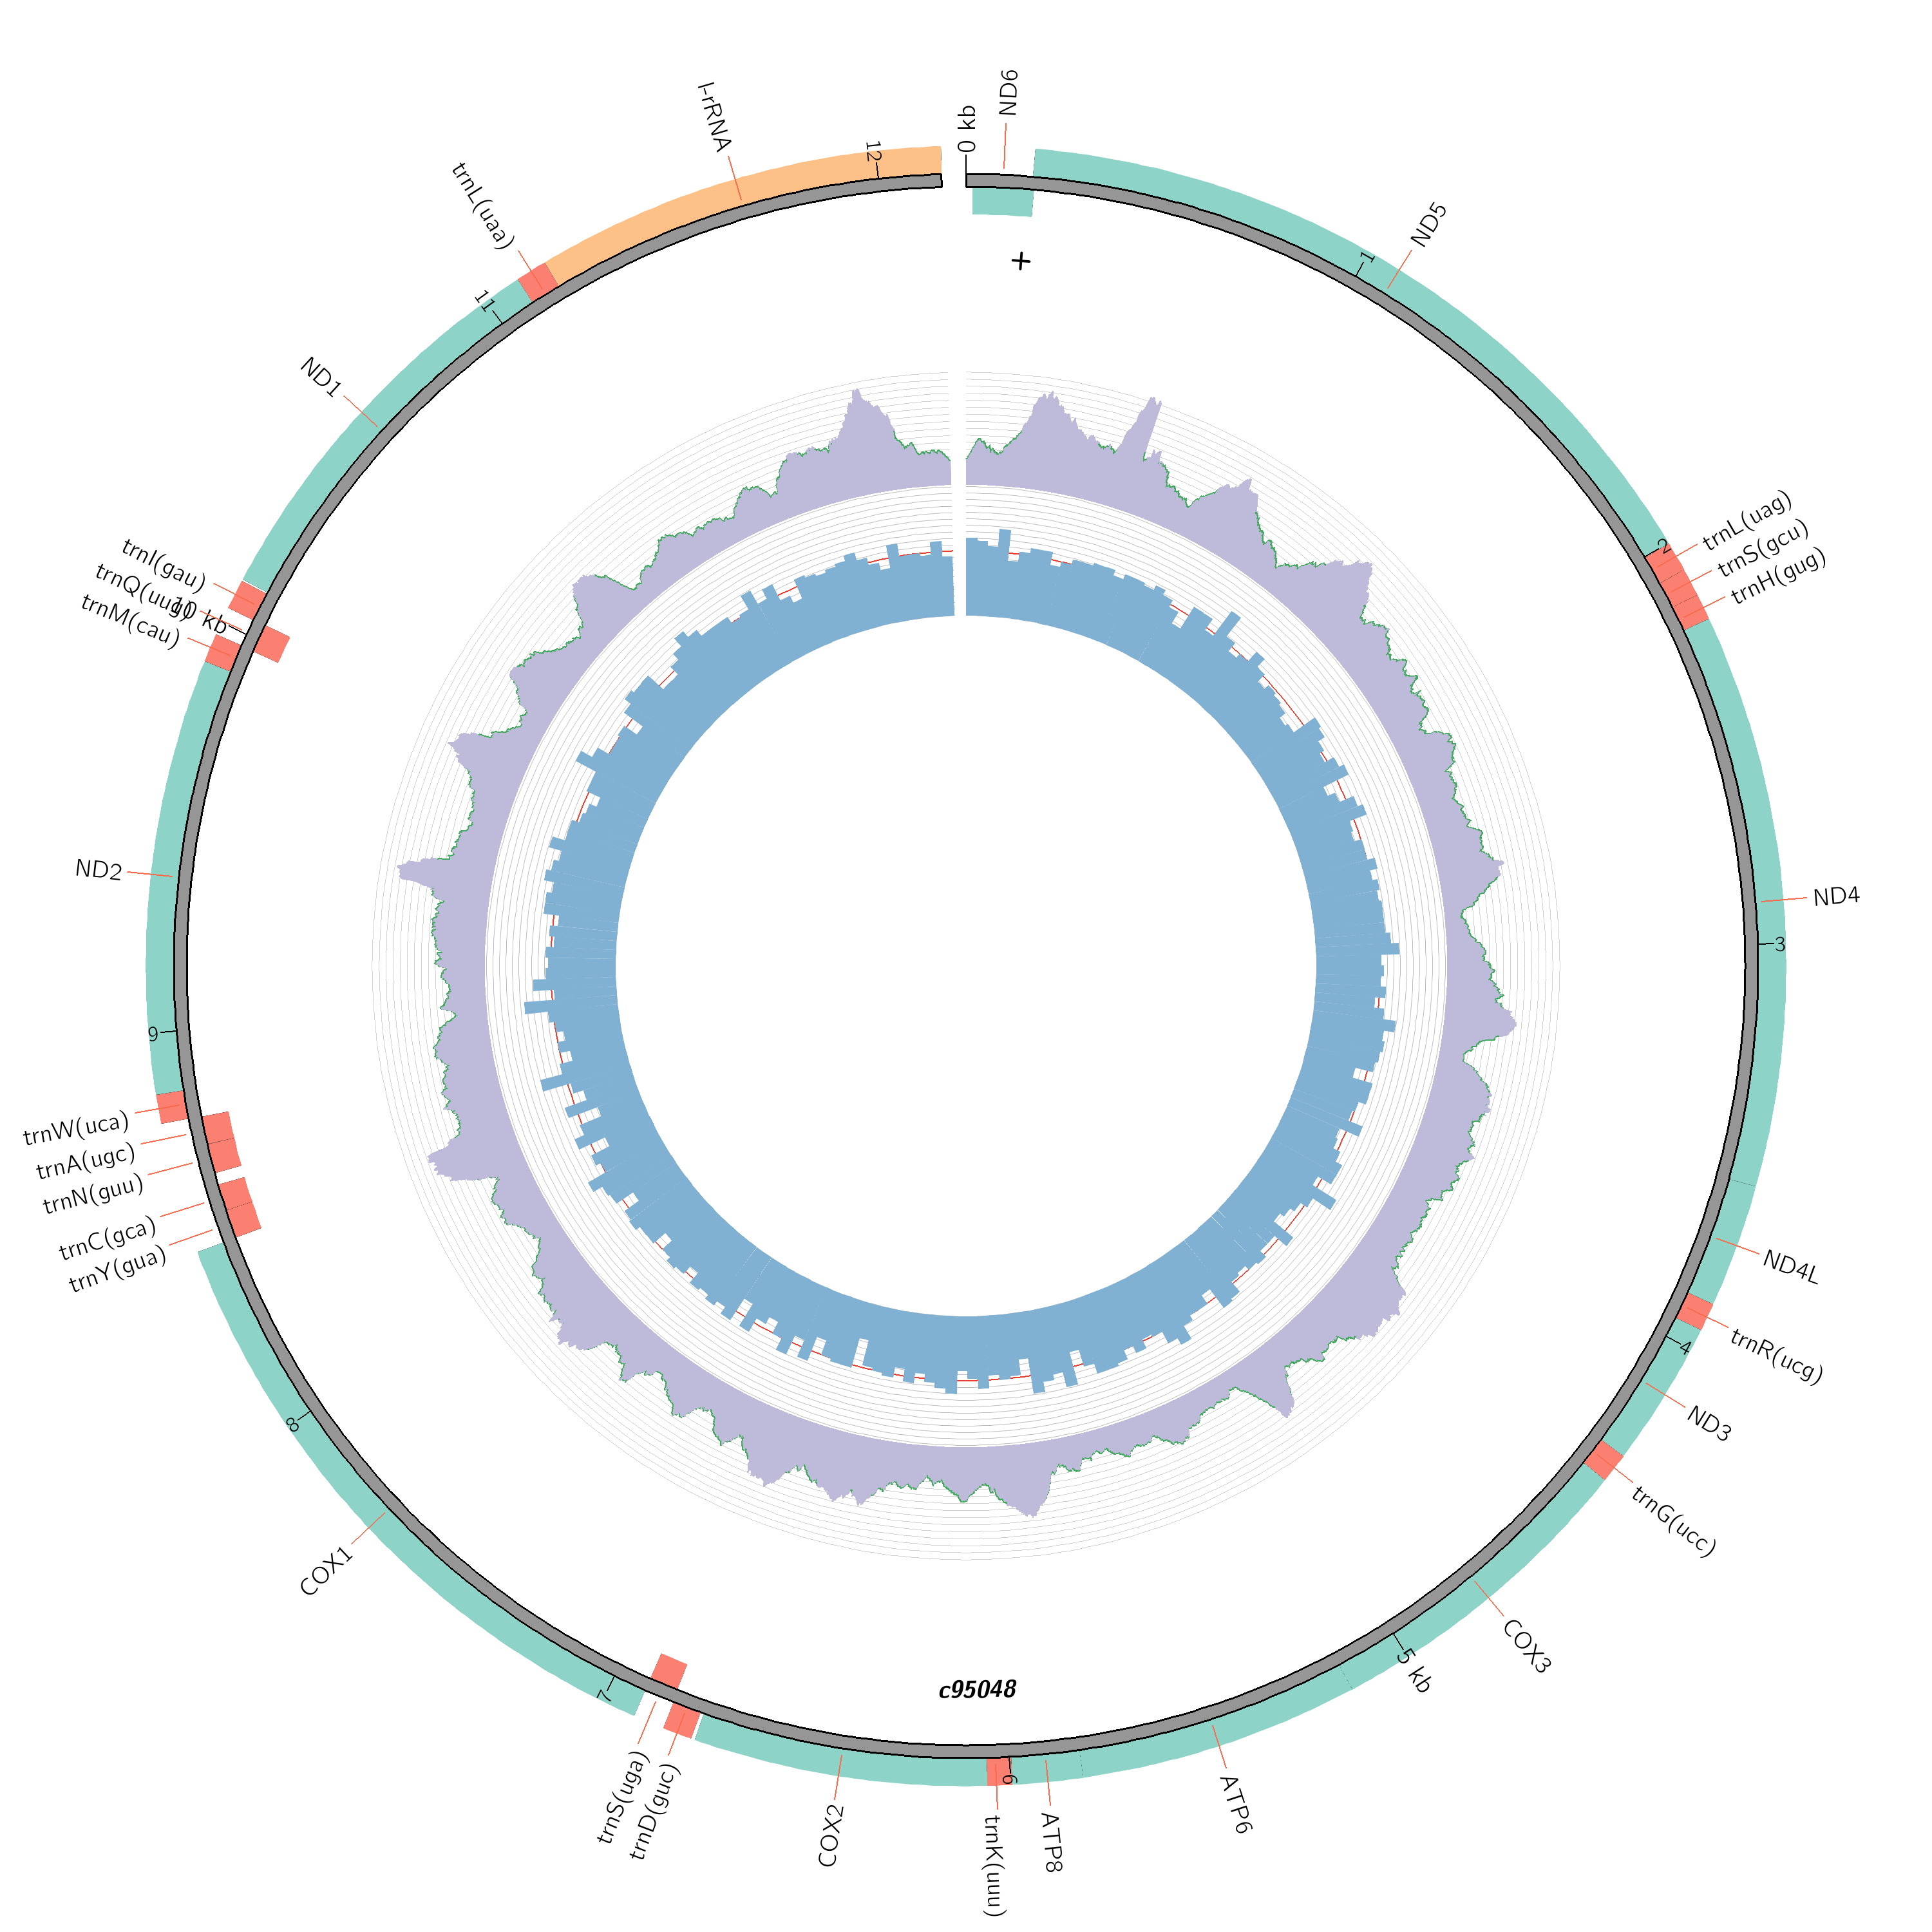 0 kb
ND6
+
1
ND5
2
trnL(uag)
trnS(gcu)
trnH(gug)
ND4
3
ND4L
trnR(ucg)
4
ND3
trnG(ucc)
COX3
5 kb
ATP6
ATP8
6
trnK(uuu)
COX2
trnD(guc)
trnS(uga)
7
c95048
COX1
8
trnY(gua)
trnC(gca)
trnN(guu)
trnA(ugc)
trnW(uca)
9
ND2
trnM(cau)
10 kb
trnQ(uug)
trnI(gau)
ND1
11
trnL(uaa)
l-rRNA
12